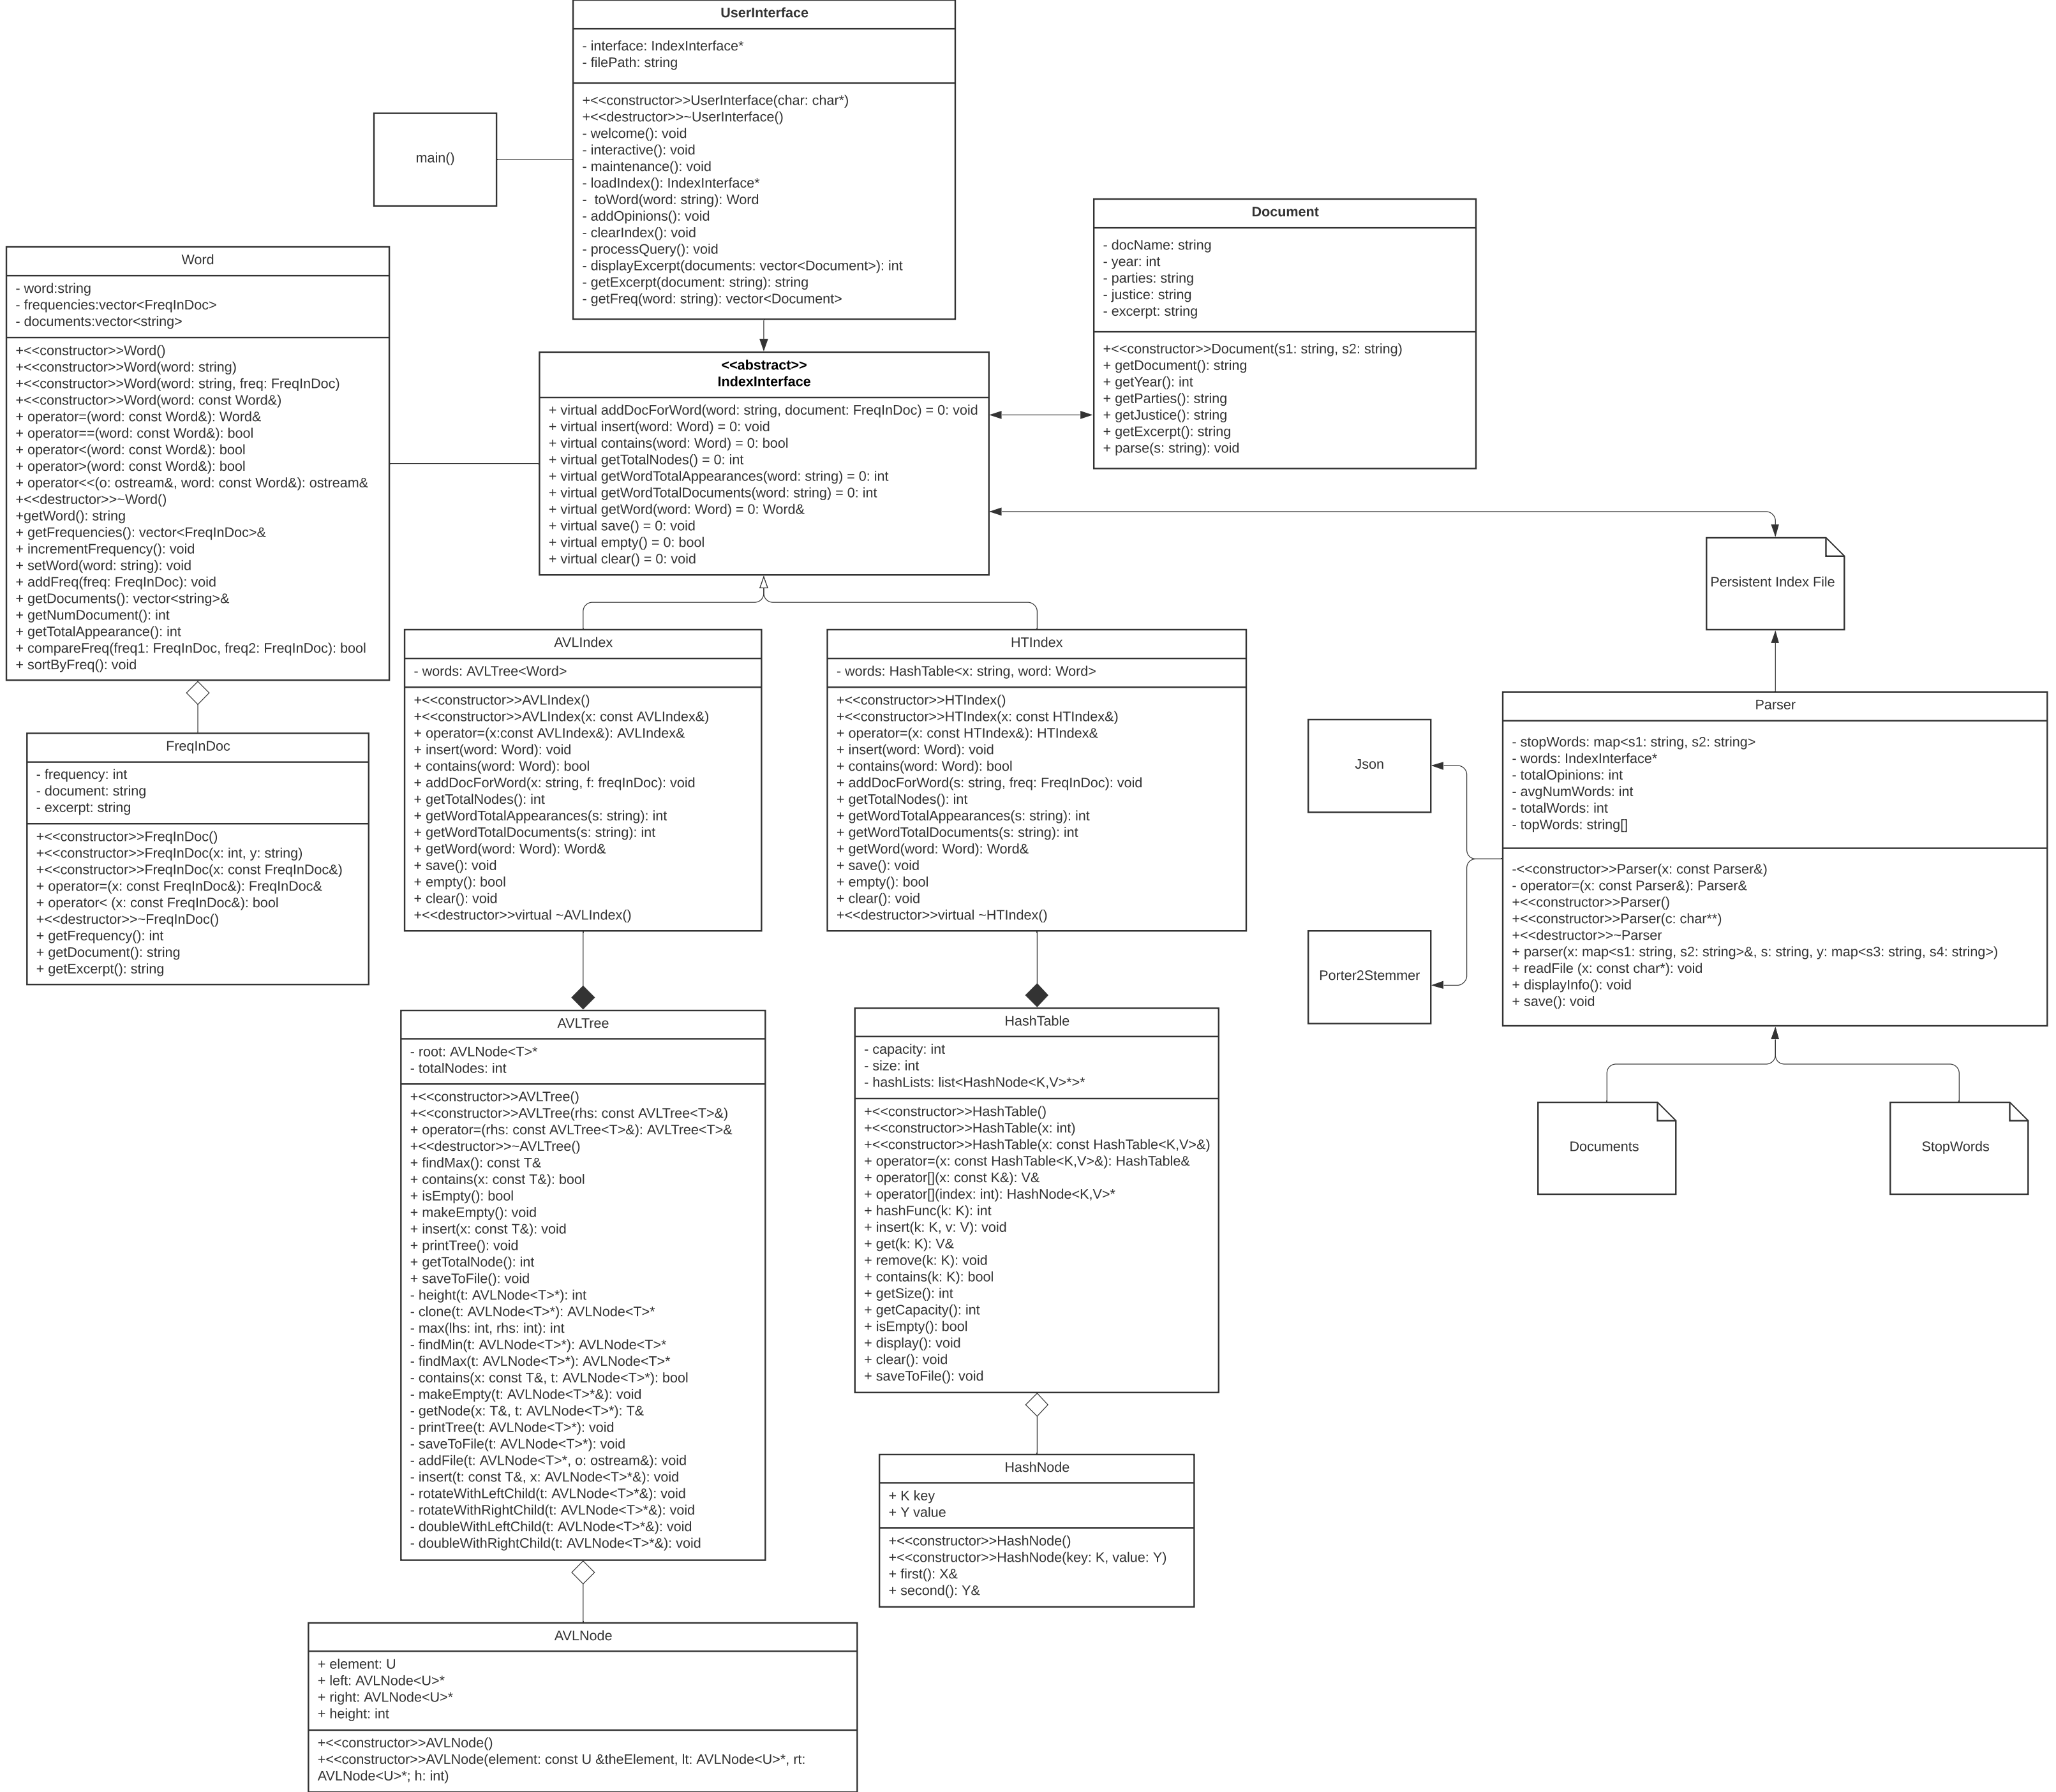 UserInterface
- interface: IndexInterface*
- filePath: string
+<<constructor>>UserInterface(char: char*)
+<<destructor>>~UserInterface()
- welcome(): void
- interactive(): void
- maintenance(): void
- loadIndex(): IndexInterface*
-  toWord(word: string): Word
- addOpinions(): void
- clearIndex(): void
- processQuery(): void
- displayExcerpt(documents: vector<Document>): int
- getExcerpt(document: string): string
- getFreq(word: string): vector<Document>
main()
Document
- docName: string
- year: int
- parties: string
- justice: string
- excerpt: string
+<<constructor>>Document(s1: string, s2: string)
+ getDocument(): string
+ getYear(): int
+ getParties(): string
+ getJustice(): string
+ getExcerpt(): string
+ parse(s: string): void
Word
- word:string
- frequencies:vector<FreqInDoc>
- documents:vector<string>
+<<constructor>>Word()
+<<constructor>>Word(word: string)
+<<constructor>>Word(word: string, freq: FreqInDoc)
+<<constructor>>Word(word: const Word&)
+ operator=(word: const Word&): Word&
+ operator==(word: const Word&): bool
+ operator<(word: const Word&): bool
+ operator>(word: const Word&): bool
+ operator<<(o: ostream&, word: const Word&): ostream&
+<<destructor>>~Word()
+getWord(): string
+ getFrequencies(): vector<FreqInDoc>&
+ incrementFrequency(): void
+ setWord(word: string): void
+ addFreq(freq: FreqInDoc): void
+ getDocuments(): vector<string>&
+ getNumDocument(): int
+ getTotalAppearance(): int
+ compareFreq(freq1: FreqInDoc, freq2: FreqInDoc): bool
+ sortByFreq(): void
<<abstract>>
IndexInterface
+ virtual addDocForWord(word: string, document: FreqInDoc) = 0: void
+ virtual insert(word: Word) = 0: void
+ virtual contains(word: Word) = 0: bool
+ virtual getTotalNodes() = 0: int
+ virtual getWordTotalAppearances(word: string) = 0: int
+ virtual getWordTotalDocuments(word: string) = 0: int
+ virtual getWord(word: Word) = 0: Word&
+ virtual save() = 0: void
+ virtual empty() = 0: bool
+ virtual clear() = 0: void
Persistent Index File
FreqInDoc
- frequency: int
- document: string
- excerpt: string
+<<constructor>>FreqInDoc()
+<<constructor>>FreqInDoc(x: int, y: string)
+<<constructor>>FreqInDoc(x: const FreqInDoc&)
+ operator=(x: const FreqInDoc&): FreqInDoc&
+ operator< (x: const FreqInDoc&): bool
+<<destructor>>~FreqInDoc()
+ getFrequency(): int
+ getDocument(): string
+ getExcerpt(): string
AVLIndex
- words: AVLTree<Word>
+<<constructor>>AVLIndex()
+<<constructor>>AVLIndex(x: const AVLIndex&)
+ operator=(x:const AVLIndex&): AVLIndex&
+ insert(word: Word): void
+ contains(word: Word): bool
+ addDocForWord(x: string, f: freqInDoc): void
+ getTotalNodes(): int
+ getWordTotalAppearances(s: string): int
+ getWordTotalDocuments(s: string): int
+ getWord(word: Word): Word&
+ save(): void
+ empty(): bool
+ clear(): void
+<<destructor>>virtual ~AVLIndex()
HTIndex
- words: HashTable<x: string, word: Word>
+<<constructor>>HTIndex()
+<<constructor>>HTIndex(x: const HTIndex&)
+ operator=(x: const HTIndex&): HTIndex&
+ insert(word: Word): void
+ contains(word: Word): bool
+ addDocForWord(s: string, freq: FreqInDoc): void
+ getTotalNodes(): int
+ getWordTotalAppearances(s: string): int
+ getWordTotalDocuments(s: string): int
+ getWord(word: Word): Word&
+ save(): void
+ empty(): bool
+ clear(): void
+<<destructor>>virtual ~HTIndex()
Json
Porter2Stemmer
Parser
- stopWords: map<s1: string, s2: string>
- words: IndexInterface*
- totalOpinions: int
- avgNumWords: int
- totalWords: int
- topWords: string[]
-<<constructor>>Parser(x: const Parser&)
- operator=(x: const Parser&): Parser&
+<<constructor>>Parser()
+<<constructor>>Parser(c: char**)
+<<destructor>>~Parser
+ parser(x: map<s1: string, s2: string>&, s: string, y: map<s3: string, s4: string>)
+ readFile (x: const char*): void
+ displayInfo(): void
+ save(): void
Documents
StopWords
AVLTree
- root: AVLNode<T>*
- totalNodes: int
+<<constructor>>AVLTree()
+<<constructor>>AVLTree(rhs: const AVLTree<T>&)
+ operator=(rhs: const AVLTree<T>&): AVLTree<T>&
+<<destructor>>~AVLTree()
+ findMax(): const T&
+ contains(x: const T&): bool
+ isEmpty(): bool
+ makeEmpty(): void
+ insert(x: const T&): void
+ printTree(): void
+ getTotalNode(): int
+ saveToFile(): void
- height(t: AVLNode<T>*): int
- clone(t: AVLNode<T>*): AVLNode<T>*
- max(lhs: int, rhs: int): int
- findMin(t: AVLNode<T>*): AVLNode<T>*
- findMax(t: AVLNode<T>*): AVLNode<T>*
- contains(x: const T&, t: AVLNode<T>*): bool
- makeEmpty(t: AVLNode<T>*&): void
- getNode(x: T&, t: AVLNode<T>*): T&
- printTree(t: AVLNode<T>*): void
- saveToFile(t: AVLNode<T>*): void
- addFile(t: AVLNode<T>*, o: ostream&): void
- insert(t: const T&, x: AVLNode<T>*&): void
- rotateWithLeftChild(t: AVLNode<T>*&): void
- rotateWithRightChild(t: AVLNode<T>*&): void
- doubleWithLeftChild(t: AVLNode<T>*&): void
- doubleWithRightChild(t: AVLNode<T>*&): void
HashTable
- capacity: int
- size: int
- hashLists: list<HashNode<K,V>*>*
+<<constructor>>HashTable()
+<<constructor>>HashTable(x: int)
+<<constructor>>HashTable(x: const HashTable<K,V>&)
+ operator=(x: const HashTable<K,V>&): HashTable&
+ operator[](x: const K&): V&
+ operator[](index: int): HashNode<K,V>*
+ hashFunc(k: K): int
+ insert(k: K, v: V): void
+ get(k: K): V&
+ remove(k: K): void
+ contains(k: K): bool
+ getSize(): int
+ getCapacity(): int
+ isEmpty(): bool
+ display(): void
+ clear(): void
+ saveToFile(): void
HashNode
+ K key
+ Y value
+<<constructor>>HashNode()
+<<constructor>>HashNode(key: K, value: Y)
+ first(): X&
+ second(): Y&
AVLNode
+ element: U
+ left: AVLNode<U>*
+ right: AVLNode<U>*
+ height: int
+<<constructor>>AVLNode()
+<<constructor>>AVLNode(element: const U &theElement, lt: AVLNode<U>*, rt:
AVLNode<U>*; h: int)